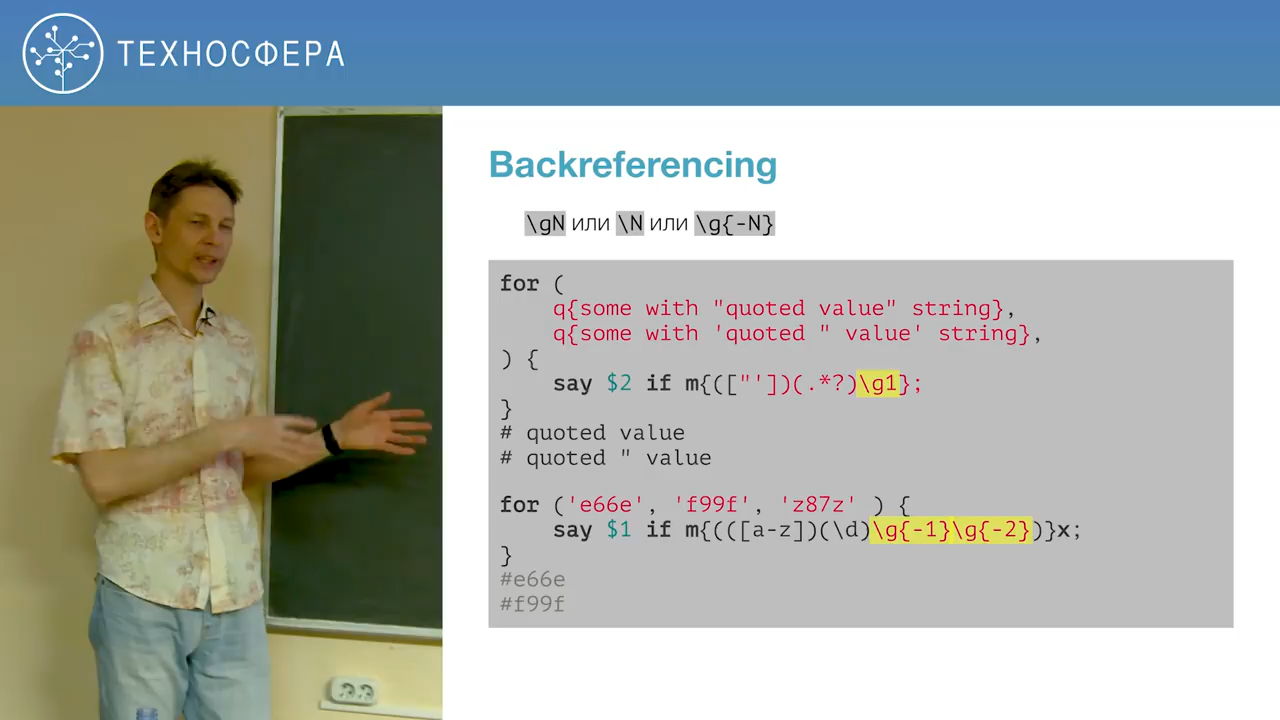 ТЕХНОСФЕРА
Backreferencing
\gN или \N или \g{-N}
for (
    q{some with "quoted value" string},
    q{some with 'quoted " value' string},
) {
    say $2 if m{(["'])(.*?)\g1};
}
# quoted value
# quoted " value
for ('e66e', 'f99f', 'z87z' ) {
    say $1 if m{(([a-z])(\d)\g{-1}\g{-2})}x;
}
#e66e
#f99f